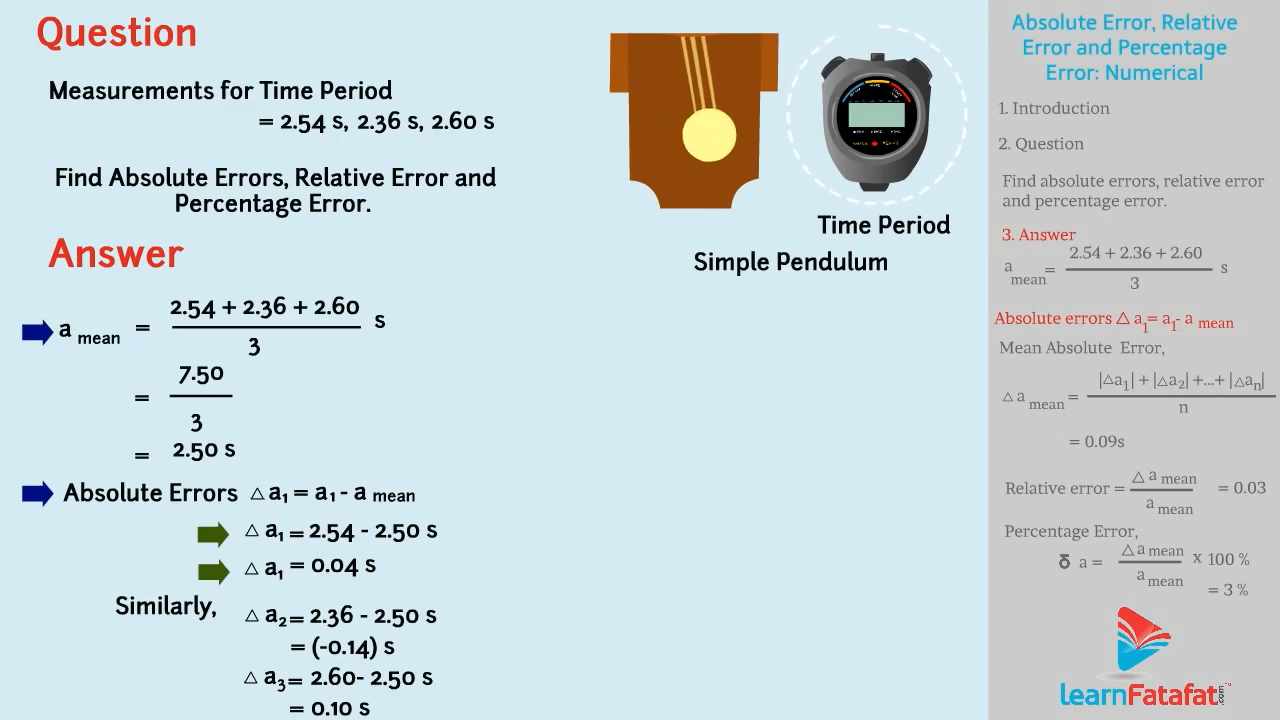 Question
Measurements for Time Period
= 2.54 s, 2.36 s, 2.60 s
Find Absolute Errors, Relative Error and
Percentage Error.
Time Period
Simple Pendulum
Answer
a mean = 2.54 + 2.36 + 2.60 s
3
= 7.50
3
= 2.50 s
Absolute Errors △ a₁ = a₁ - a mean
△ a₁ = 2.54 - 2.50 s
△ a₁ = 0.04 s
Similarly,
△ a₂ = 2.36 - 2.50 s
= (-0.14) s
△ a₃ = 2.60- 2.50 s
= 0.10 s
Absolute Error, Relative
Error and Percentage
Error: Numerical
1. Introduction
2. Question
Find absolute errors, relative error
and percentage error.
3. Answer
a mean = 2.54 + 2.36 + 2.60 s
3
Absolute errors △ a₁ = a₁- a mean
Mean Absolute Error,
△ a mean = |△a₁| + |△a₂| +...+ |△aₙ|
n
= 0.09s
Relative error = △ a mean = 0.03
a mean
Percentage Error,
δ a = △ a mean x 100 %
a mean
= 3 %
learnFatafat.com